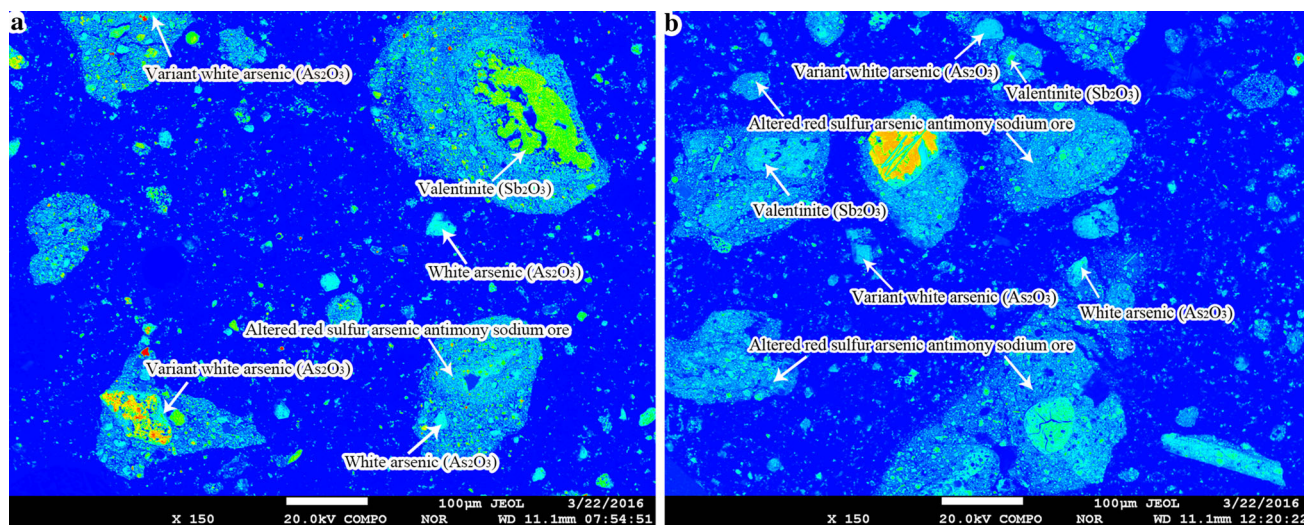 a
Variant white arsenic (As₂O₃)
Valentinite (Sb₂O₃)
White arsenic (As₂O₃)
Altered red sulfur arsenic antimony sodium ore
Variant white arsenic (As₂O₃)
White arsenic (As₂O₃)
100µm JEOL 3/22/2016
X 150 20.0kV COMPO NOR WD 11.1mm 07:54:51
b
Variant white arsenic (As₂O₃)
Valentinite (Sb₂O₃)
Altered red sulfur arsenic antimony sodium ore
Valentinite (Sb₂O₃)
Variant white arsenic (As₂O₃)
White arsenic (As₂O₃)
Altered red sulfur arsenic antimony sodium ore
100µm JEOL 3/22/2016
X 150 20.0kV COMPO NOR WD 11.1mm